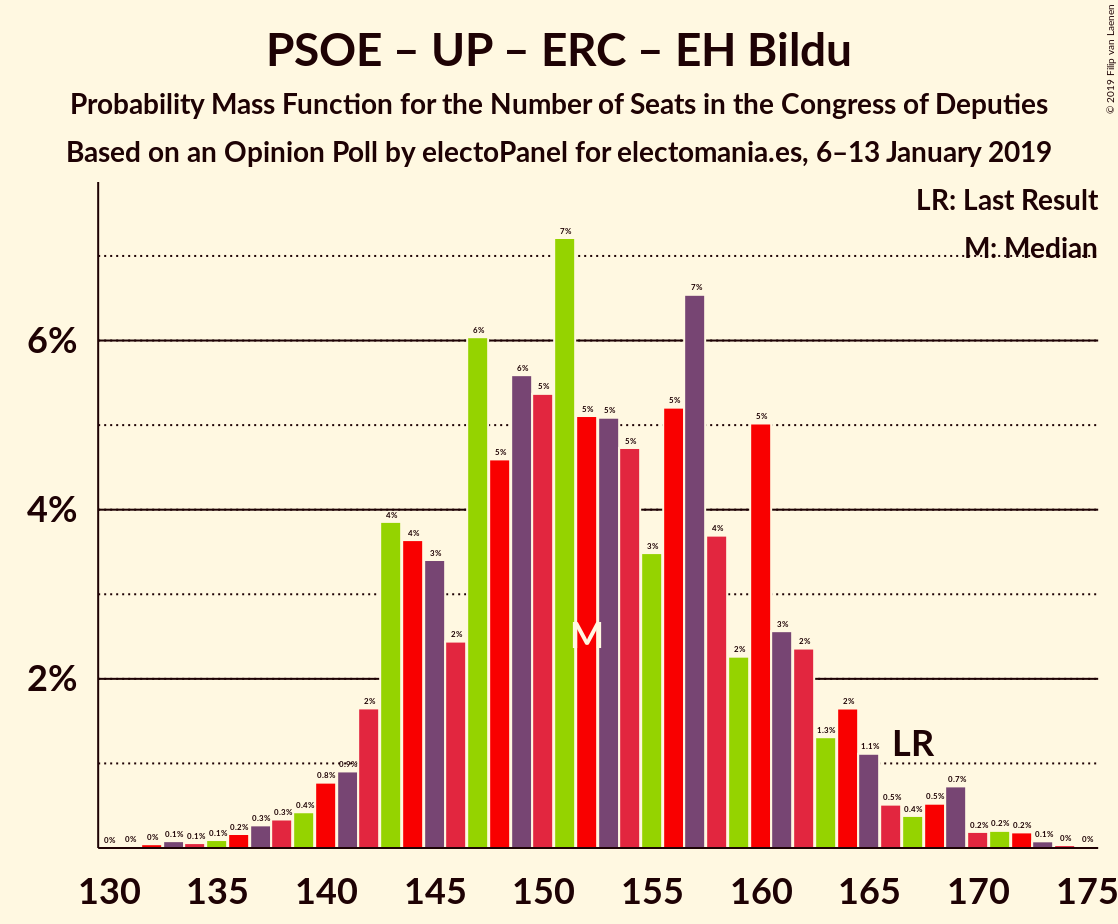 PSOE – UP – ERC – EH Bildu
Probability Mass Function for the Number of Seats in the Congress of Deputies
Based on an Opinion Poll by electoPanel for electomania.es, 6–13 January 2019
© 2019 Filip van Laenen
LR: Last Result
M: Median
6%
4%
2%
0% 0% 0% 0.1% 0.1% 0.1% 0.2% 0.3% 0.3% 0.4% 0.8% 0.9% 2% 4% 4% 3% 2% 6% 5% 6% 5% 7% 5% 5% 5% 3% 5% 7% 4% 2% 5% 3% 2% 1.3% 2% 1.1% 0.5% 0.4% 0.5% 0.7% 0.2% 0.2% 0.2% 0.1% 0% 0%
M
LR
130 135 140 145 150 155 160 165 170 175